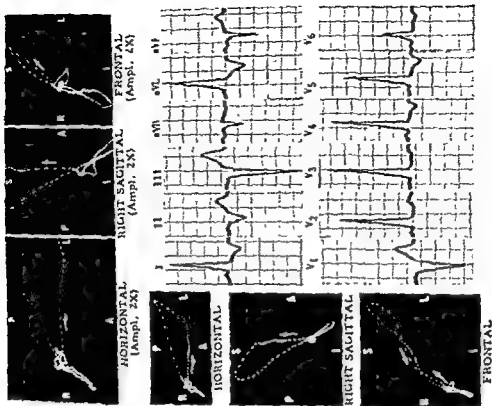 HORIZONTAL
(Ampl. 2X)
RIGHT SAGITTAL
(Ampl. 2X)
FRONTAL
(Ampl. 2X)
I II III aVR aVL aVF
V1 V2 V3 V4 V5 V6
HORIZONTAL
RIGHT SAGITTAL
FRONTAL